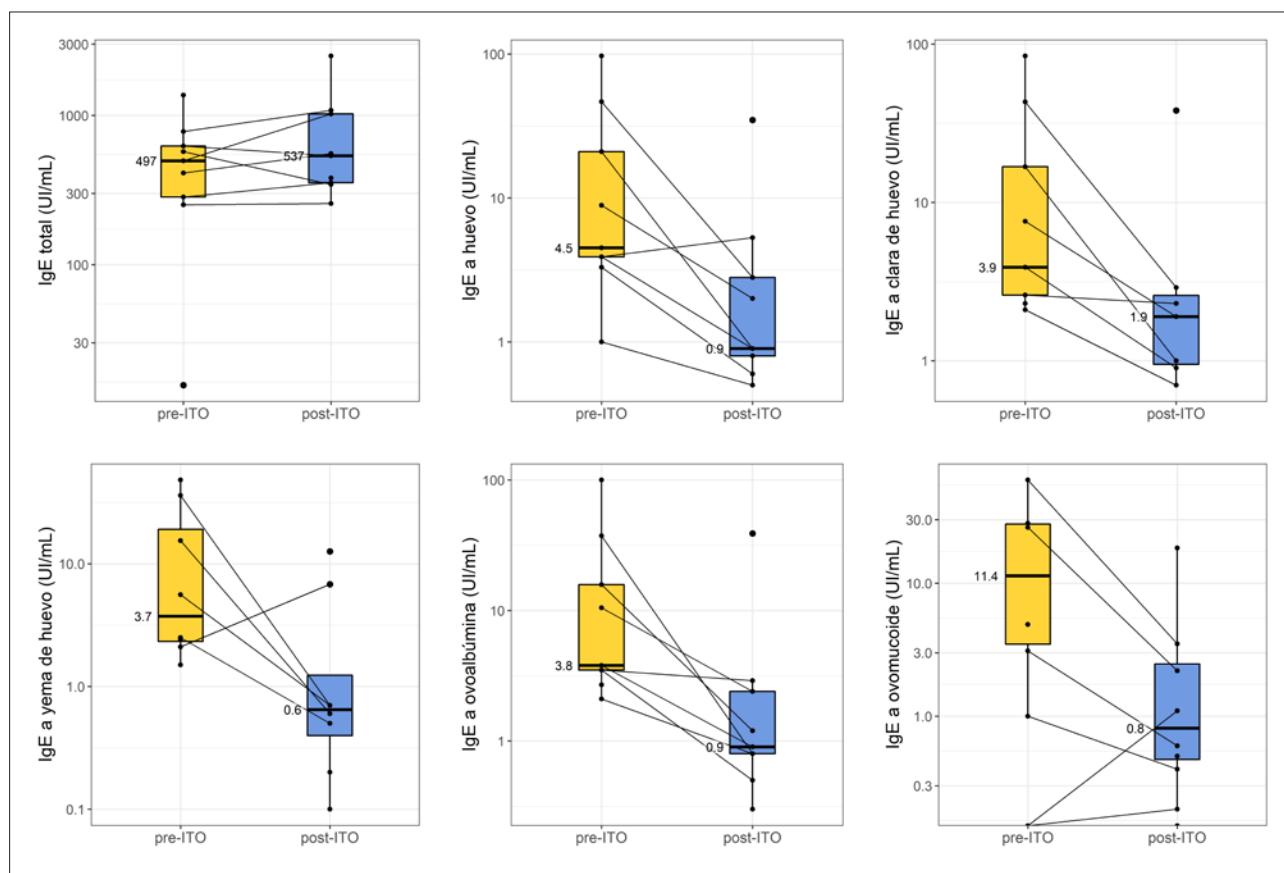 IgE total (UI/mL)
3000
1000
300
100
30
497
537
pre-ITO
post-ITO
IgE a huevo (UI/mL)
100
10
1
4.5
0.9
pre-ITO
post-ITO
IgE a clara de huevo (UI/mL)
100
10
1
3.9
1.9
pre-ITO
post-ITO
IgE a yema de huevo (UI/mL)
10.0
1.0
0.1
3.7
0.6
pre-ITO
post-ITO
IgE a ovoalbúmina (UI/mL)
100
10
1
3.8
0.9
pre-ITO
post-ITO
IgE a ovomucoide (UI/mL)
30.0
10.0
3.0
1.0
0.3
11.4
0.8
pre-ITO
post-ITO